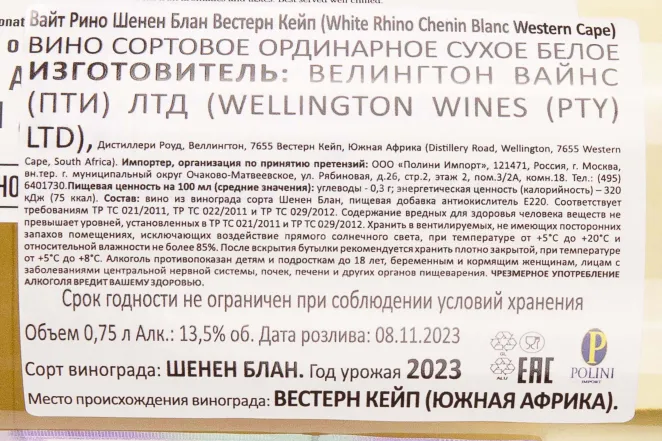 Best served well chilled.
Вайт Рино Шенен Блан Вестерн Кейп (White Rhino Chenin Blanc Western Cape)
ВИНО СОРТОВОЕ ОРДИНАРНОЕ СУХОЕ БЕЛОЕ
ИЗГОТОВИТЕЛЬ: ВЕЛИНГТОН ВАЙНС
(ПТИ) ЛТД (WELLINGTON WINES (PTY)
LTD), Дистиллери Роуд, Веллингтон, 7655 Вестерн Кейп, Южная Африка (Distillery Road, Wellington, 7655 Western
Cape, South Africa). Импортер, организация по принятию претензий: ООО «Полини Импорт», 121471, Россия, г. Москва,
вн.тер. г. муниципальный округ Очаково-Матвеевское, ул. Рябиновая, д.26, стр.2, этаж 2, пом.3/2А, комн.18. Тел.: (495)
6401730.Пищевая ценность на 100 мл (средние значения): углеводы - 0,3 г; энергетическая ценность (калорийность) – 320
кДж (75 ккал). Состав: вино из винограда сорта Шенен Блан, пищевая добавка антиокислитель Е220. Соответствует
требованиям ТР ТС 021/2011, ТР ТС 022/2011 и ТР ТС 029/2012. Содержание вредных для здоровья человека веществ не
превышает уровней, установленных в ТР ТС 021/2011 и ТР ТС 029/2012. Хранить в вентилируемых, не имеющих посторонних
запахов помещениях, исключающих воздействие прямого солнечного света, при температуре от +5°С до +20°С и
относительной влажности не более 85%. После вскрытия бутылки рекомендуется хранить плотно закрытой, при температуре
от +5°С до +8°С. Алкоголь противопоказан детям и подросткам до 18 лет, беременным и кормящим женщинам, лицам с
заболеваниями центральной нервной системы, почек, печени и других органов пищеварения. ЧРЕЗМЕРНОЕ УПОТРЕБЛЕНИЕ
АЛКОГОЛЯ ВРЕДИТ ВАШЕМУ ЗДОРОВЬЮ.
Срок годности не ограничен при соблюдении условий хранения
Объем 0,75 л Алк.: 13,5% об. Дата розлива: 08.11.2023
ALU
EAC
P
POLINI
IMPORT
Сорт винограда: ШЕНЕН БЛАН. Год урожая 2023
Место происхождения винограда: ВЕСТЕРН КЕЙП (ЮЖНАЯ АФРИКА).